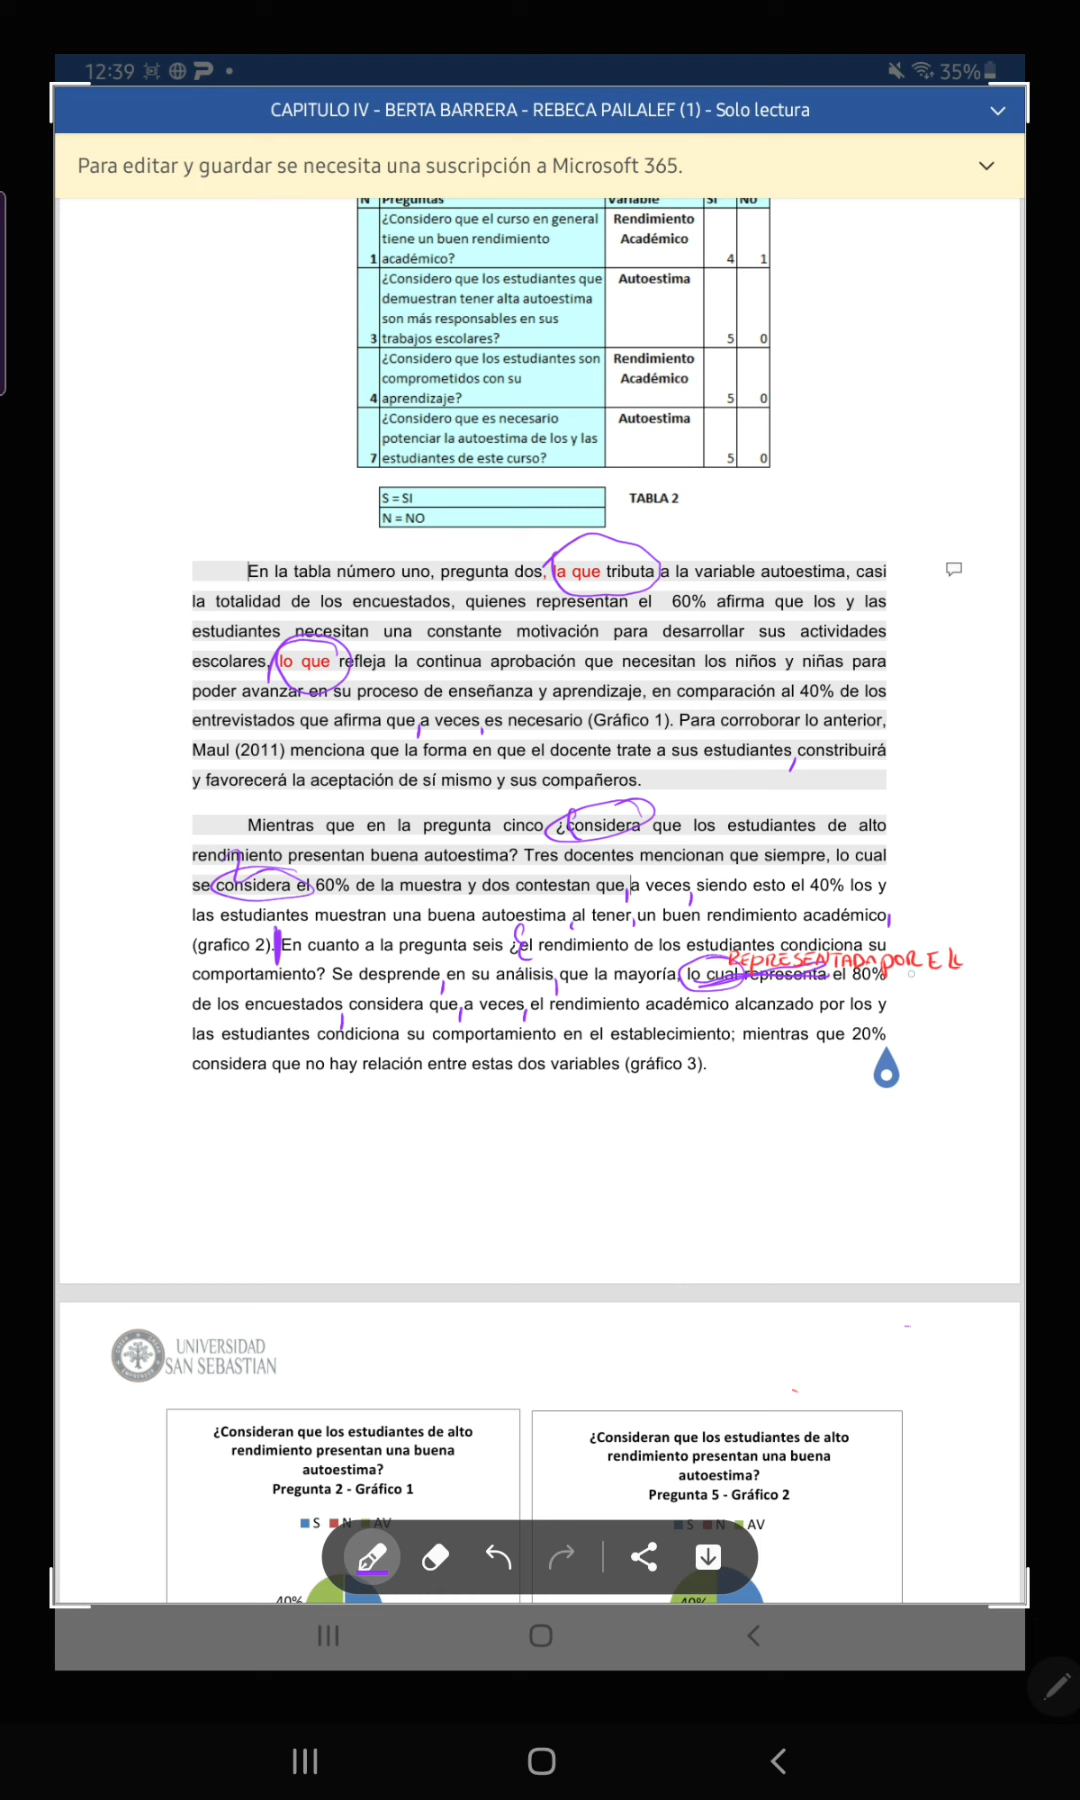 12:39
35%
CAPITULO IV - BERTA BARRERA - REBECA PAILALEF (1) - Solo lectura
Para editar y guardar se necesita una suscripción a Microsoft 365.
N Preguntas Variable SI No
¿Considero que el curso en general Rendimiento
tiene un buen rendimiento Académico
1 académico? 4 1
¿Considero que los estudiantes que Autoestima
demuestran tener alta autoestima
son más responsables en sus
3 trabajos escolares? 5 0
¿Considero que los estudiantes son Rendimiento
comprometidos con su Académico
4 aprendizaje? 5 0
¿Considero que es necesario Autoestima
potenciar la autoestima de los y las
7 estudiantes de este curso? 5 0
S = SI TABLA 2
N = NO
En la tabla número uno, pregunta dos, la que tributa a la variable autoestima, casi
la totalidad de los encuestados, quienes representan el 60% afirma que los y las
estudiantes necesitan una constante motivación para desarrollar sus actividades
escolares, lo que refleja la continua aprobación que necesitan los niños y niñas para
poder avanzar en su proceso de enseñanza y aprendizaje, en comparación al 40% de los
entrevistados que afirma que a veces es necesario (Gráfico 1). Para corroborar lo anterior,
Maul (2011) menciona que la forma en que el docente trate a sus estudiantes constribuirá
y favorecerá la aceptación de sí mismo y sus compañeros.
Mientras que en la pregunta cinco ¿considera que los estudiantes de alto
rendimiento presentan buena autoestima? Tres docentes mencionan que siempre, lo cual
se considera el 60% de la muestra y dos contestan que a veces siendo esto el 40% los y
las estudiantes muestran una buena autoestima al tener un buen rendimiento académico
(grafico 2). En cuanto a la pregunta seis ¿el rendimiento de los estudiantes condiciona su
REPRESENTADA POR EL
comportamiento? Se desprende en su análisis que la mayoría, lo cual representa el 80%
de los encuestados considera que a veces el rendimiento académico alcanzado por los y
las estudiantes condiciona su comportamiento en el establecimiento; mientras que 20%
considera que no hay relación entre estas dos variables (gráfico 3).
UNIVERSIDAD
SAN SEBASTIAN
¿Consideran que los estudiantes de alto
rendimiento presentan una buena
autoestima?
Pregunta 2 - Gráfico 1
S N AV
40%
¿Consideran que los estudiantes de alto
rendimiento presentan una buena
autoestima?
Pregunta 5 - Gráfico 2
S N AV
40%